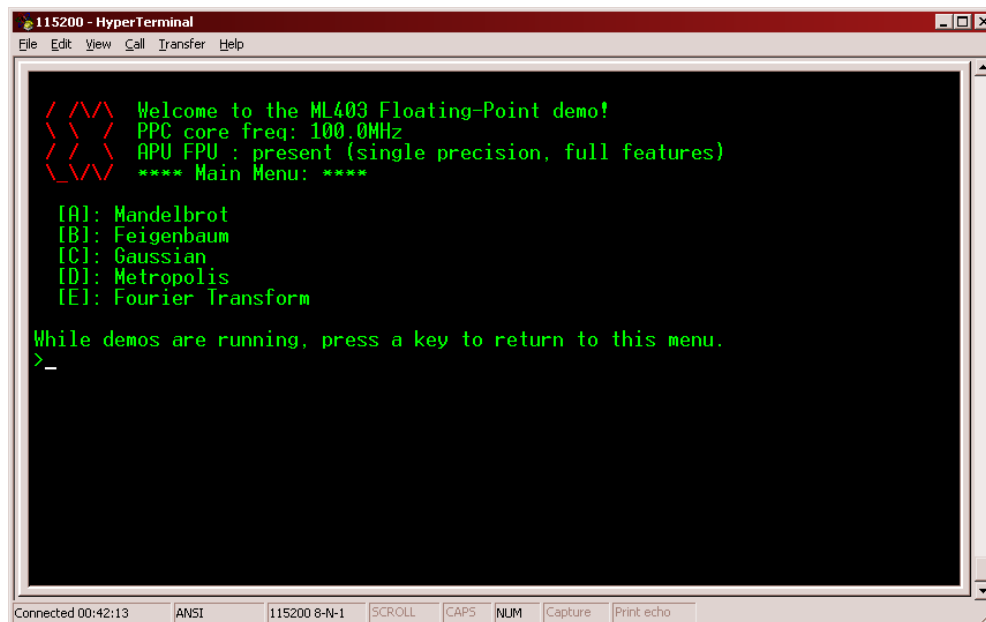 115200 - HyperTerminal
File Edit View Call Transfer Help
/ /\/\ Welcome to the ML403 Floating-Point demo!
\ \  / PPC core freq: 100.0MHz
/ /  \ APU FPU : present (single precision, full features)
\_\/\/ **** Main Menu: ****
[A]: Mandelbrot
[B]: Feigenbaum
[C]: Gaussian
[D]: Metropolis
[E]: Fourier Transform
While demos are running, press a key to return to this menu.
>_
Connected 00:42:13 ANSI 115200 8-N-1 SCROLL CAPS NUM Capture Print echo